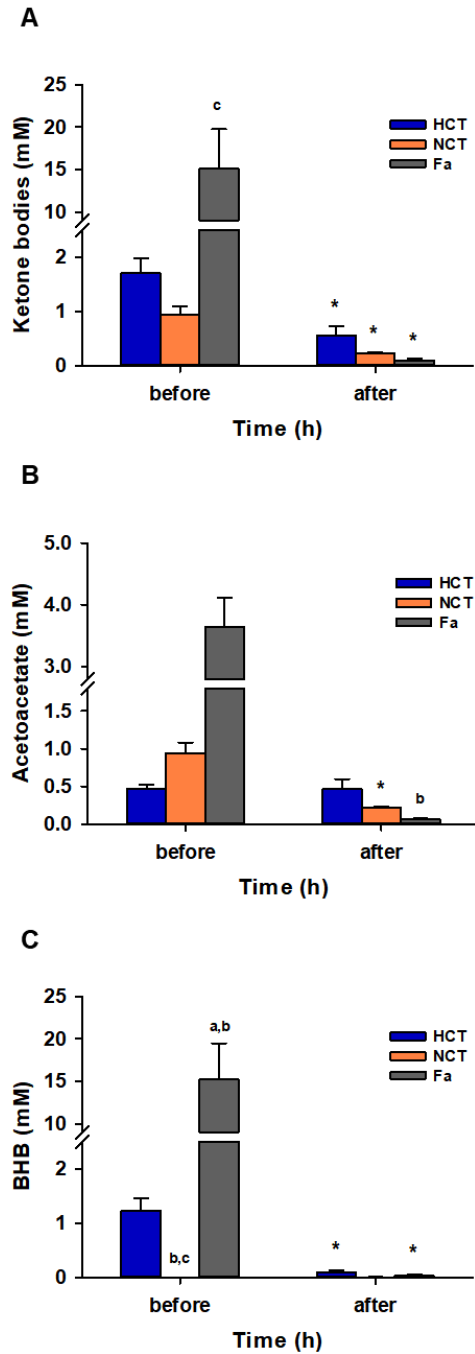 A
Ketone bodies (mM)
25
20
15
10
2
1
0
c
HCT
NCT
Fa
*
*
*
before
after
Time (h)
B
Acetoacetate (mM)
5.0
4.0
3.0
1.5
1.0
0.5
0.0
HCT
NCT
Fa
*
b
before
after
Time (h)
C
BHB (mM)
25
20
15
10
2
1
0
a,b
HCT
NCT
Fa
b,c
*
*
before
after
Time (h)